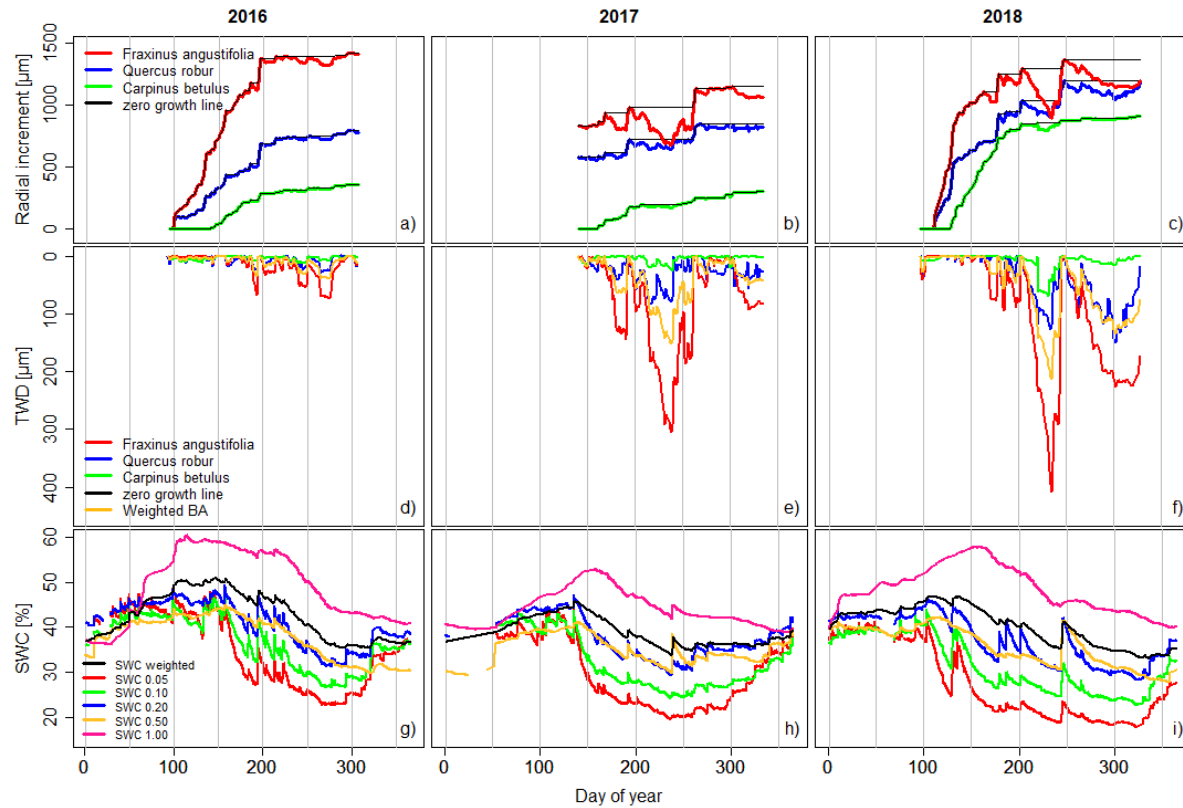 2016 2017 2018
Radial increment [µm]
1500
1000
500
0
Fraxinus angustifolia
Quercus robur
Carpinus betulus
zero growth line
a) b) c)
TWD [µm]
0
100
200
300
400
Fraxinus angustifolia
Quercus robur
Carpinus betulus
zero growth line
Weighted BA
d) e) f)
SWC [%]
60
50
40
30
20
SWC weighted
SWC 0.05
SWC 0.10
SWC 0.20
SWC 0.50
SWC 1.00
g) h) i)
0 100 200 300 0 100 200 300 0 100 200 300
Day of year